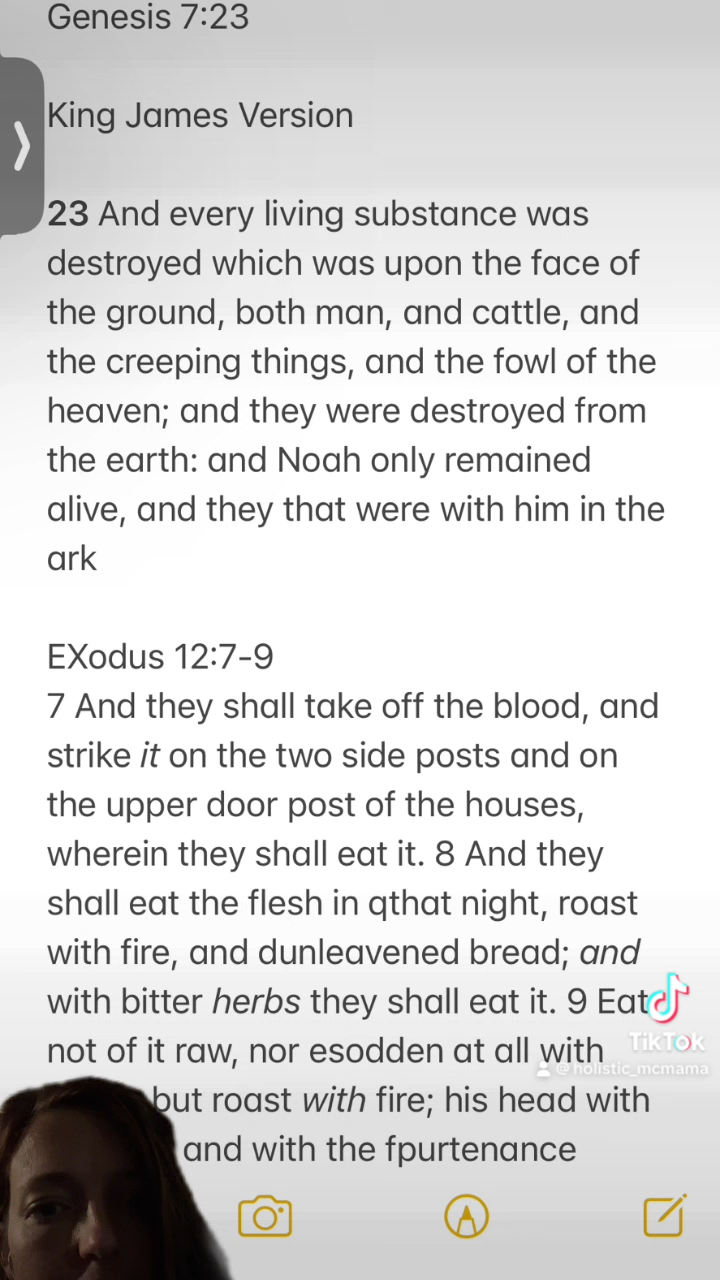 Genesis 7:23
King James Version
23 And every living substance was
destroyed which was upon the face of
the ground, both man, and cattle, and
the creeping things, and the fowl of the
heaven; and they were destroyed from
the earth: and Noah only remained
alive, and they that were with him in the
ark
EXodus 12:7-9
7 And they shall take off the blood, and
strike it on the two side posts and on
the upper door post of the houses,
wherein they shall eat it. 8 And they
shall eat the flesh in qthat night, roast
with fire, and dunleavened bread; and
with bitter herbs they shall eat it. 9 Eat
not of it raw, nor esodden at all with
but roast with fire; his head with
and with the fpurtenance
TikTok
@holistic_mcmama